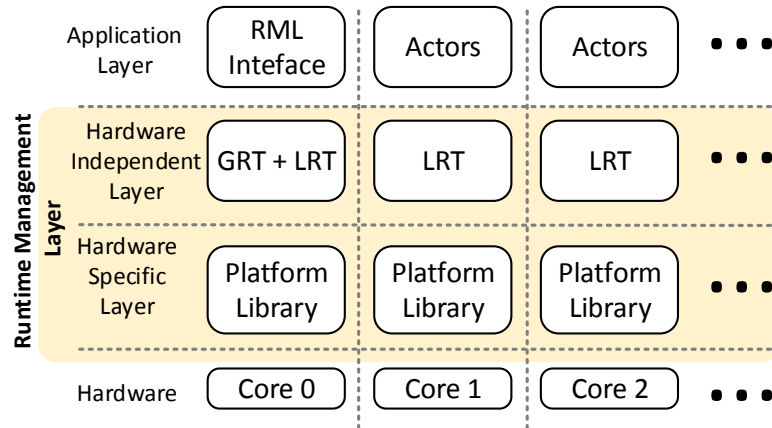 Application
Layer
RML
Inteface
Actors
Actors
Runtime Management
Layer
Hardware
Independent
Layer
GRT + LRT
LRT
LRT
Hardware
Specific
Layer
Platform
Library
Platform
Library
Platform
Library
Hardware
Core 0
Core 1
Core 2